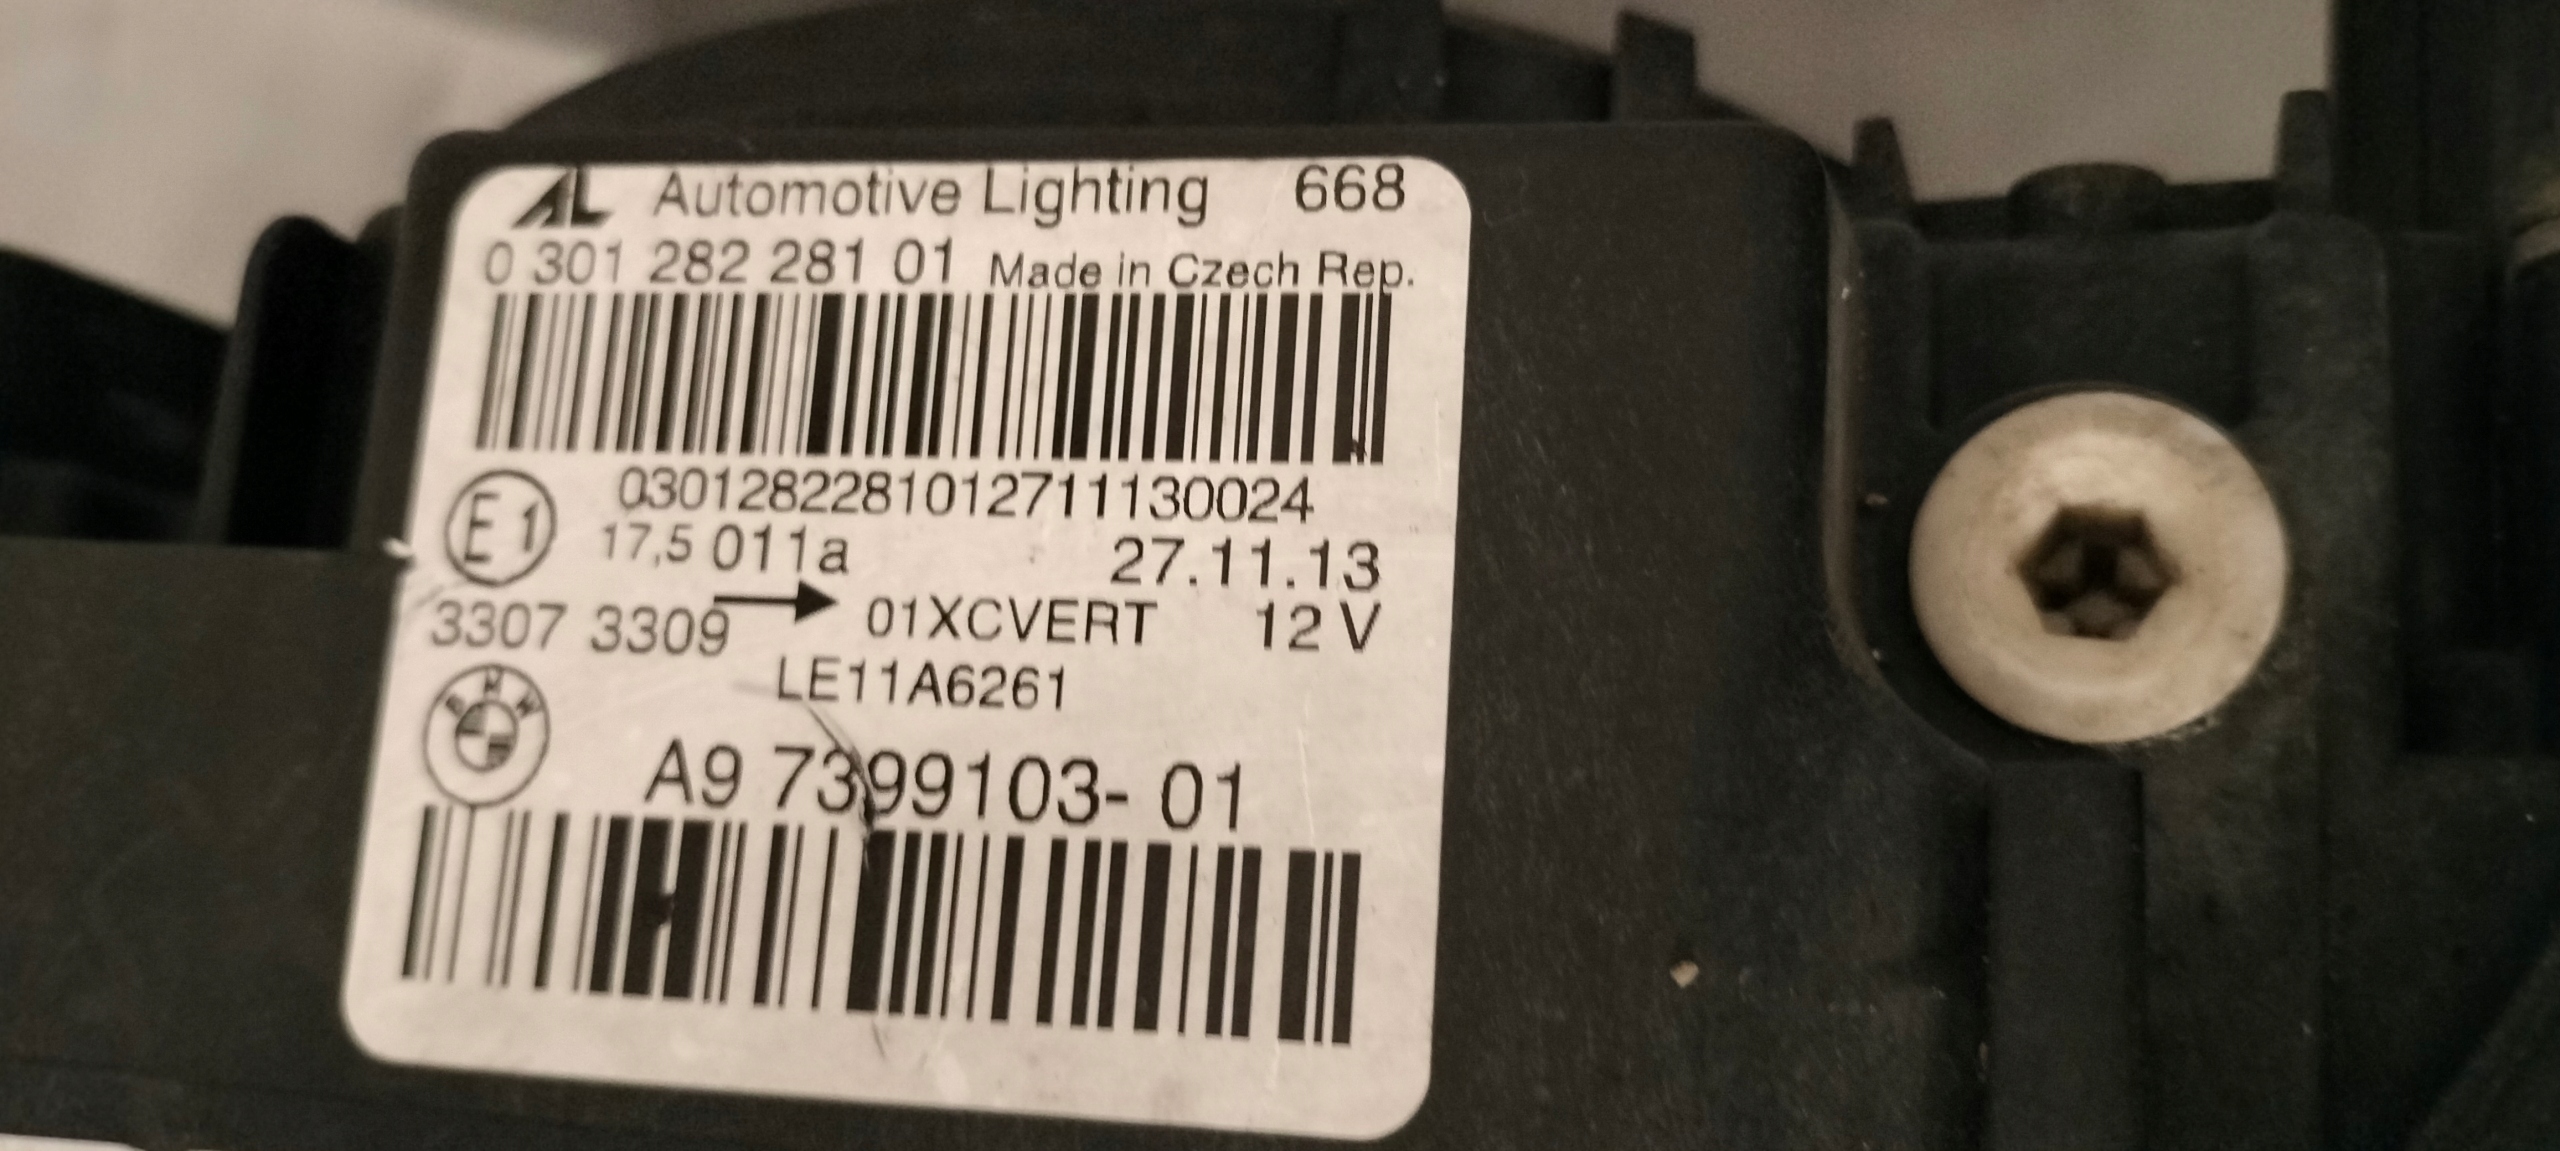 AL Automotive Lighting 668
0 301 282 281 01 Made in Czech Rep.
0301282281012711130024
E1 17,5 011a 27.11.13
3307 3309 → 01XCVERT 12 V
LE11A6261
BMW
A9 7399103- 01